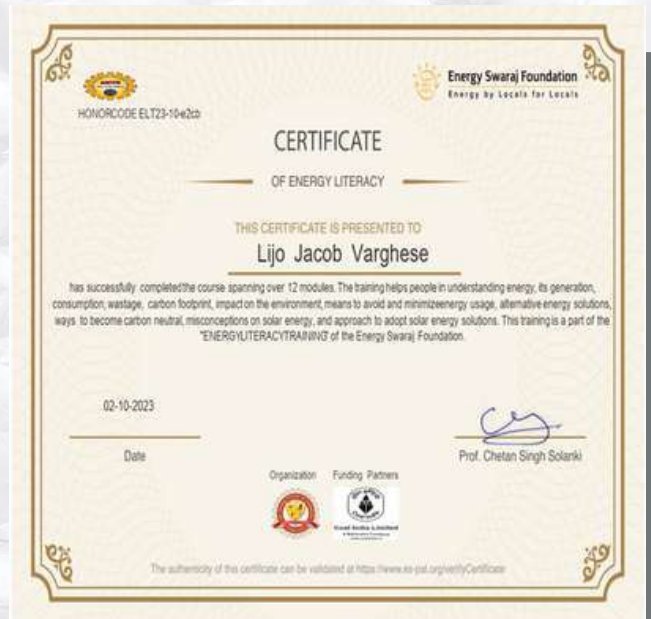 Energy Swaraj Foundation
Energy by Locals for Locals
HONORCODE ELT23-10-e2cb
CERTIFICATE
OF ENERGY LITERACY
THIS CERTIFICATE IS PRESENTED TO
Lijo Jacob Varghese
has successfully completed the course spanning over 12 modules. The training helps people in understanding energy, its generation,
consumption, wastage, carbon footprint, impact on the environment, means to avoid and minimizeenergy usage, alternative energy solutions,
ways to become carbon neutral, misconceptions on solar energy, and approach to adopt solar energy solutions. This training is a part of the
"ENERGYLITERACYTRAINING" of the Energy Swaraj Foundation.
02-10-2023
Date
Prof. Chetan Singh Solanki
Organization Funding Partners
Coal India Limited
The authenticity of this certificate can be validated at https://www.es-pal.org/verifyCertificate